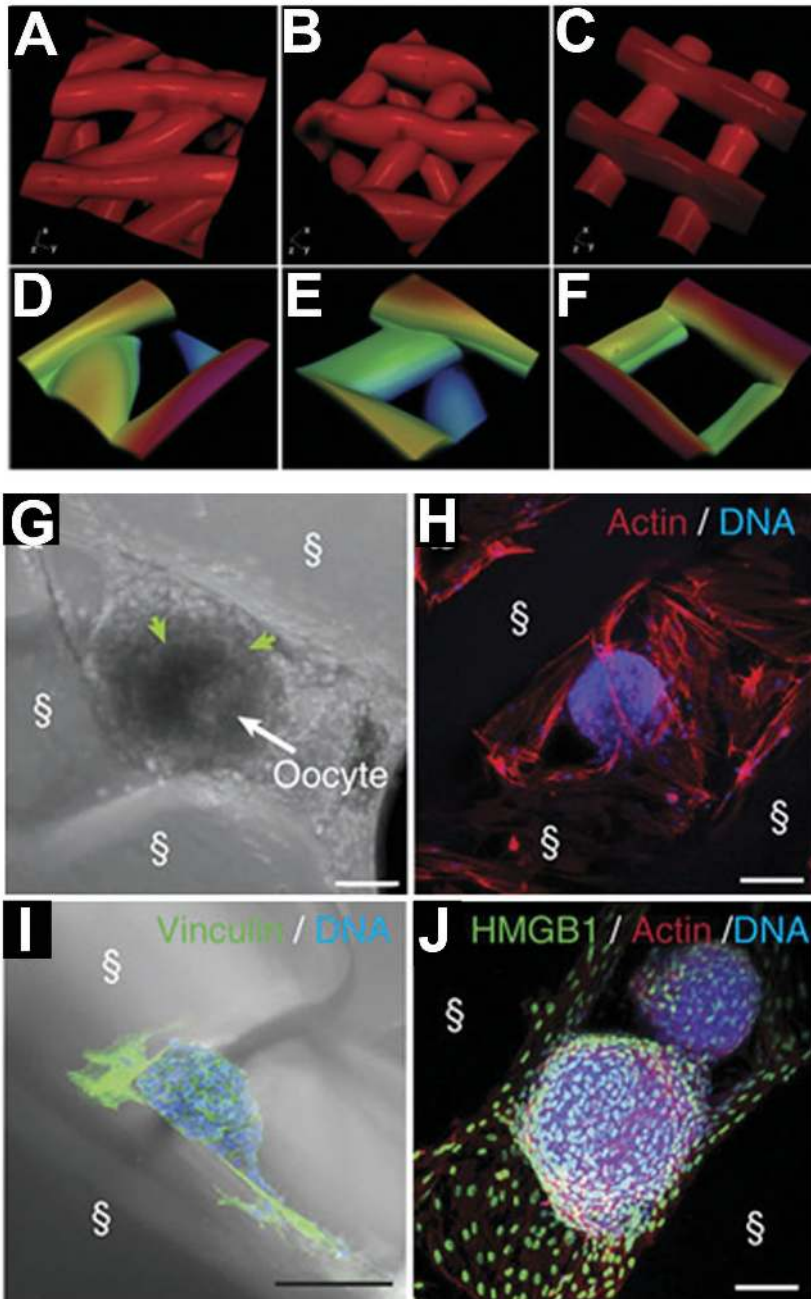 A
B
C
x
z y
x
z y
x
z y
D
E
F
G
§
§
Oocyte
§
H
Actin / DNA
§
§
§
I
Vinculin / DNA
§
§
J
HMGB1 / Actin /DNA
§
§